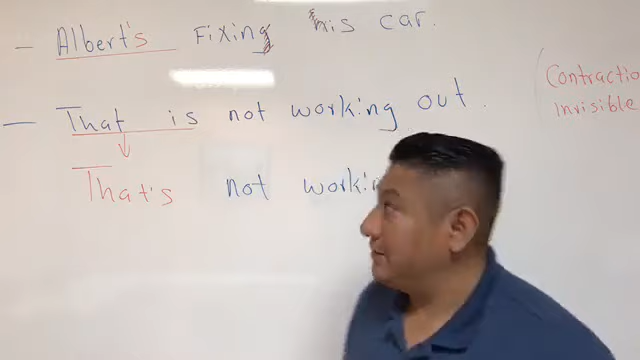 – Albert's Fixing his car.
– That is not working out.
That's not workin
Contractio
invisible